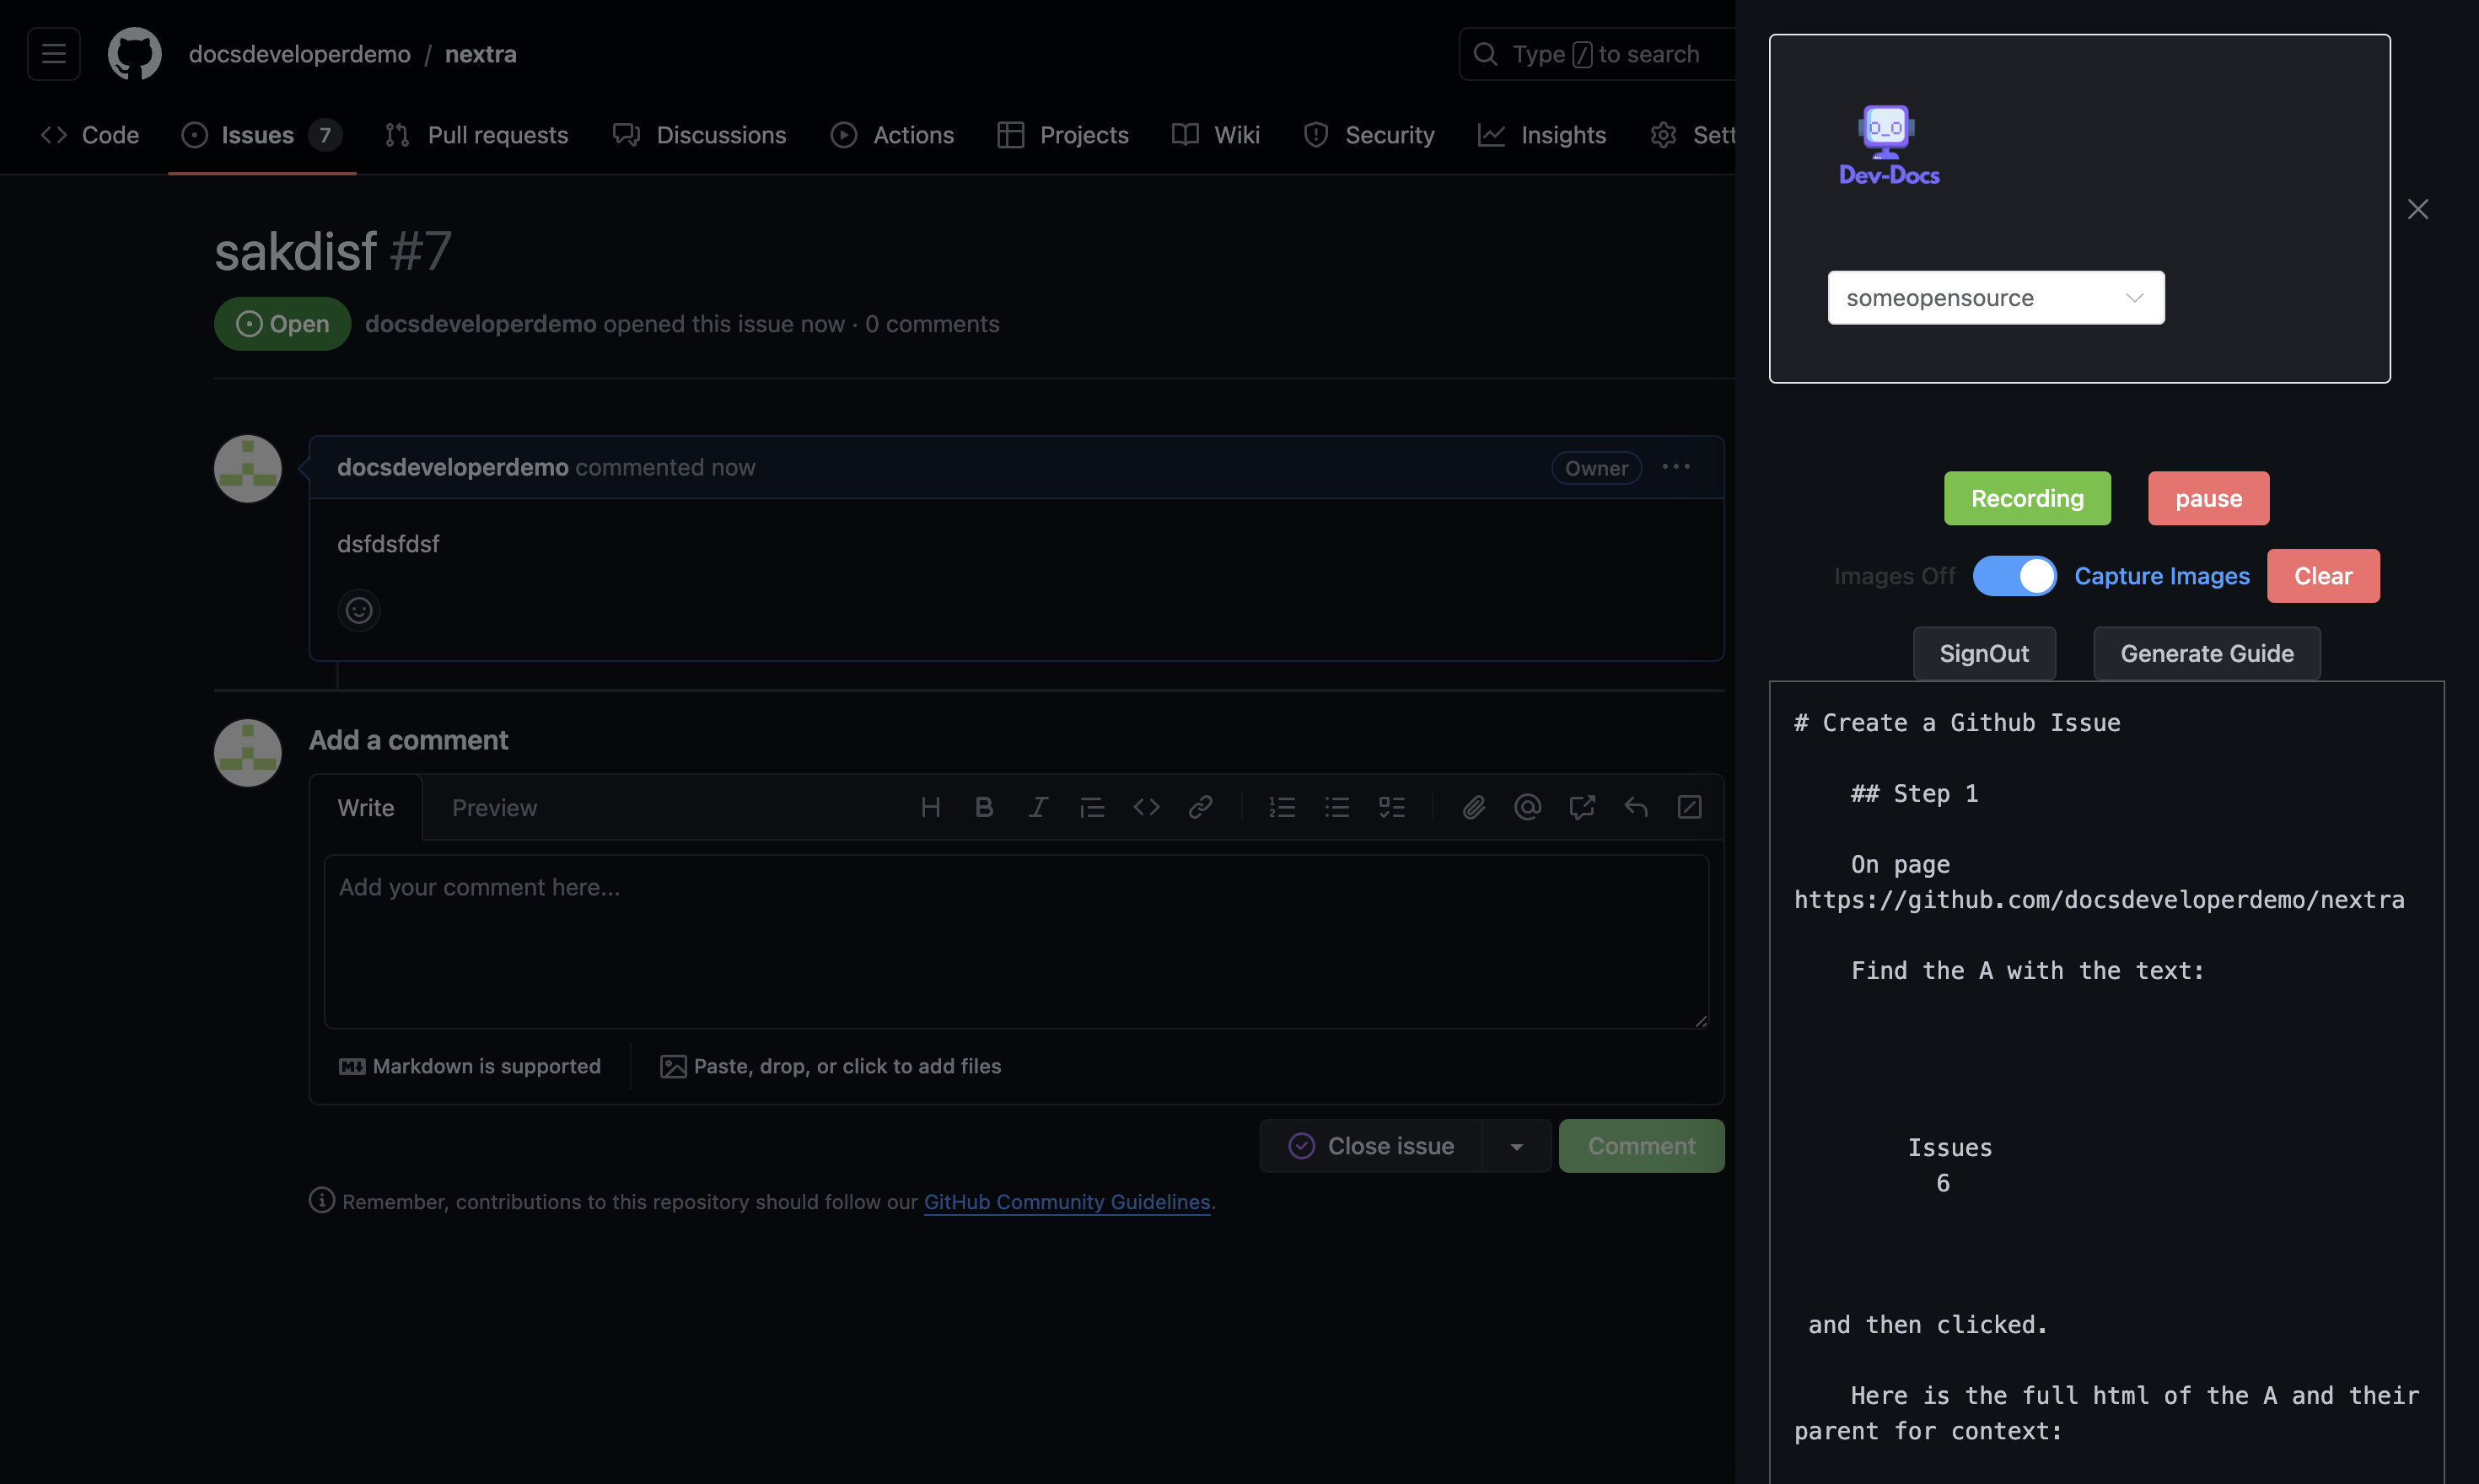 docsdeveloperdemo / nextra
Type / to search
Code
Issues 7
Pull requests
Discussions
Actions
Projects
Wiki
Security
Insights
Sett
sakdisf #7
Open
docsdeveloperdemo opened this issue now · 0 comments
docsdeveloperdemo commented now
Owner
dsfdsfdsf
Add a comment
Write
Preview
Add your comment here...
Markdown is supported
Paste, drop, or click to add files
Close issue
Comment
Remember, contributions to this repository should follow our GitHub Community Guidelines.
Dev-Docs
someopensource
Recording
pause
Images Off
Capture Images
Clear
SignOut
Generate Guide
# Create a Github Issue
## Step 1
On page
https://github.com/docsdeveloperdemo/nextra
Find the A with the text:
Issues
6
and then clicked.
Here is the full html of the A and their
parent for context: